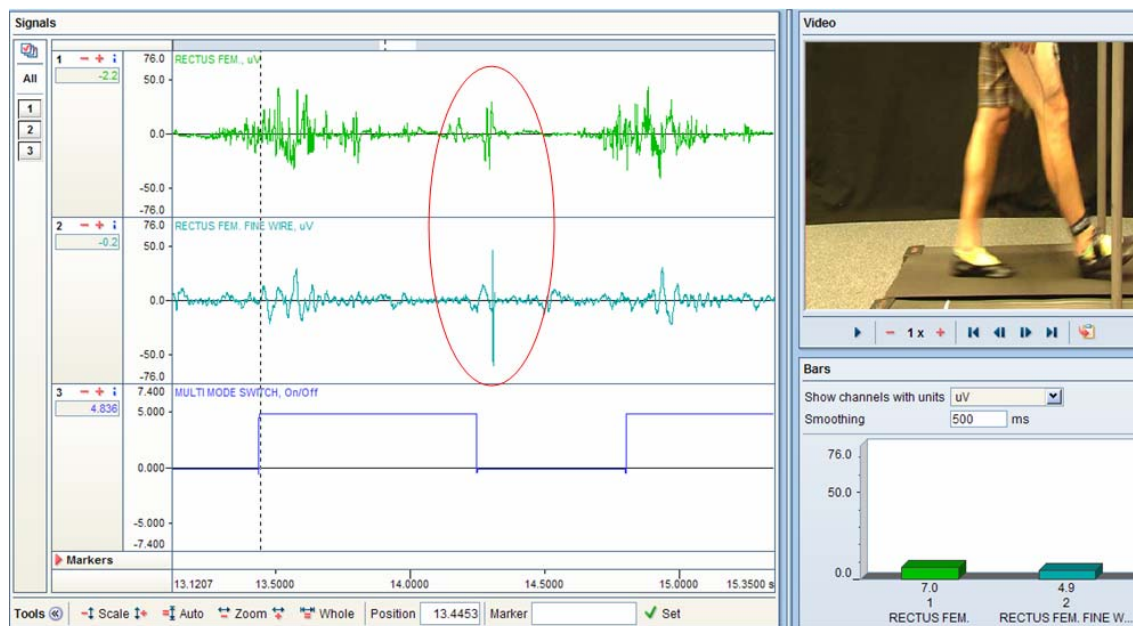 Signals
All
1
2
3
1 − + i
-2.2
76.0
50.0
0.0
-50.0
-76.0
RECTUS FEM., uV
2 − + i
-0.2
76.0
50.0
0.0
-50.0
-76.0
RECTUS FEM. FINE WIRE, uV
3 − + i
4.836
7.400
5.000
0.000
-5.000
-7.400
MULTI MODE SWITCH, On/Off
Markers
13.1207 13.5000 14.0000 14.5000 15.0000 15.3500 s
Tools Scale Auto Zoom Whole Position 13.4453 Marker Set
Video
− 1 x +
Bars
Show channels with units uV
Smoothing 500 ms
76.0
50.0
0.0
7.0 4.9
1 2
RECTUS FEM. RECTUS FEM. FINE W...